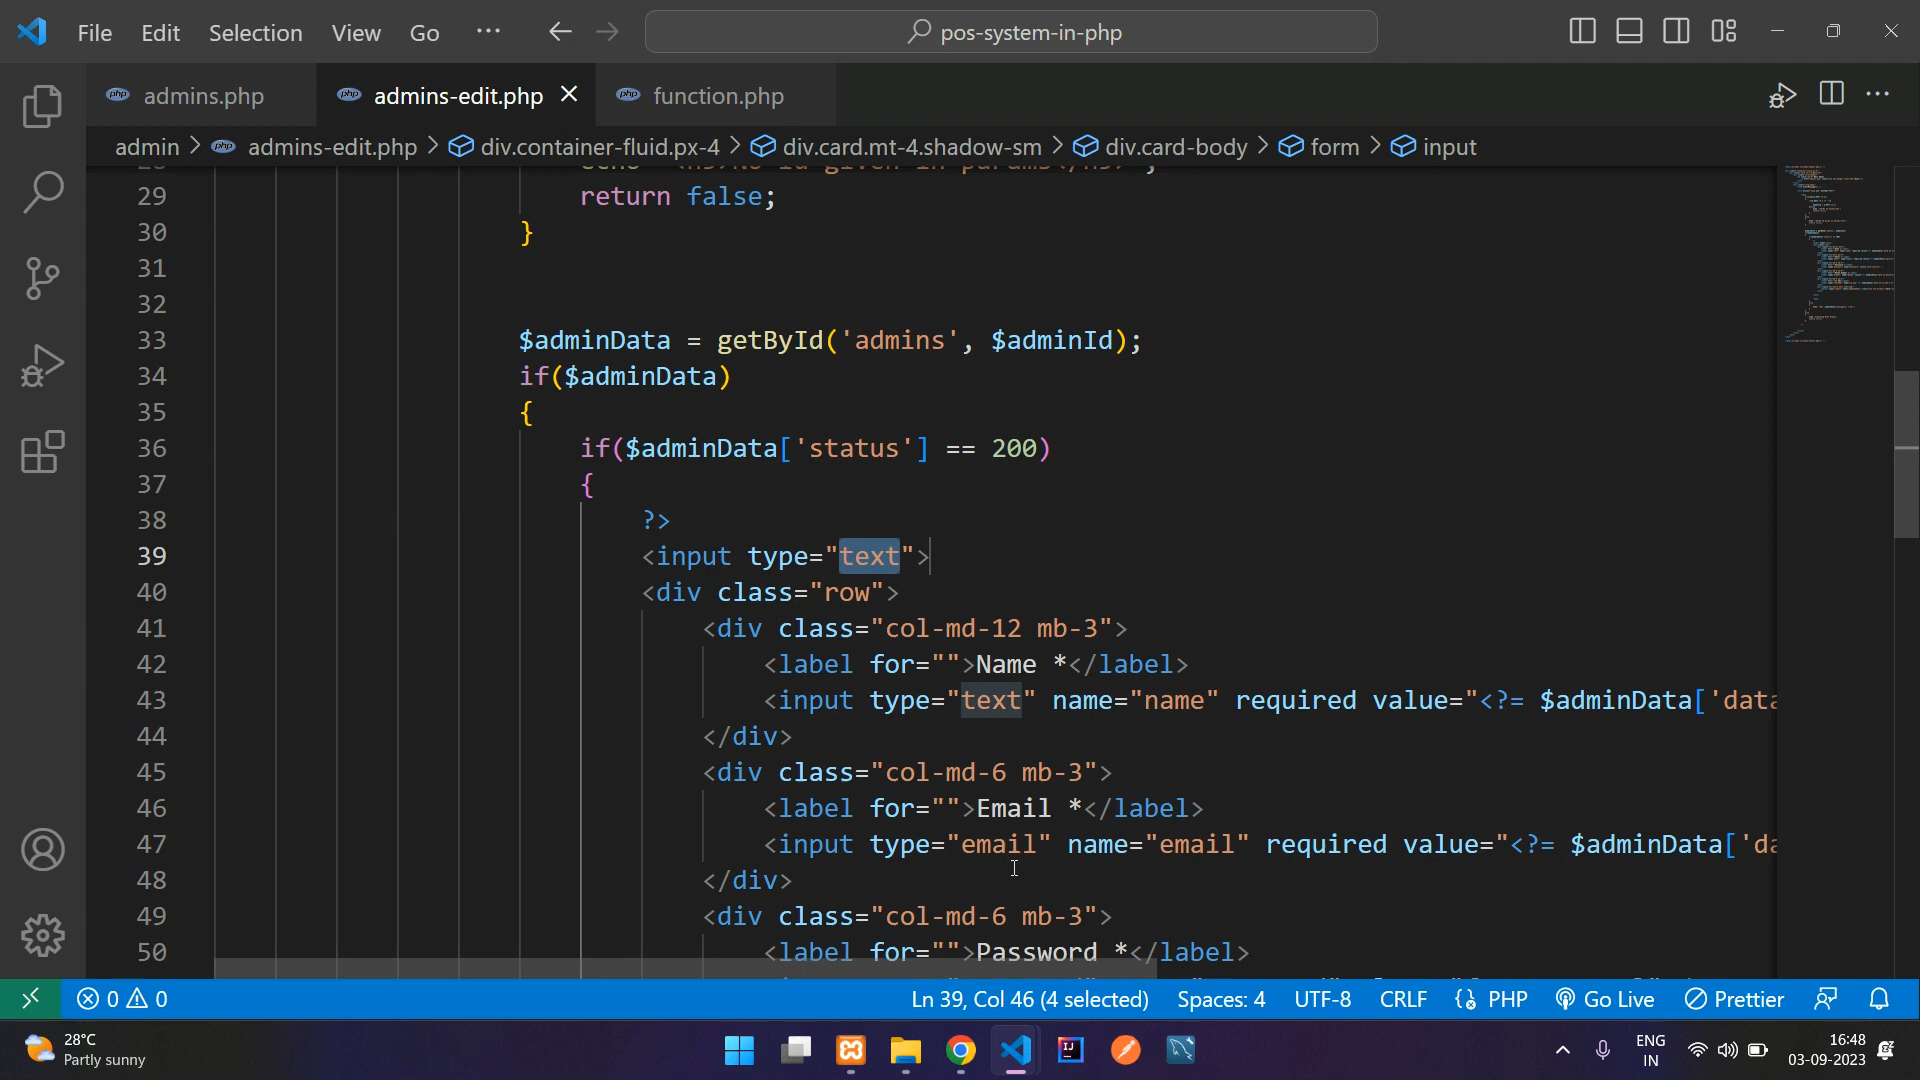 File Edit Selection View Go ··· pos-system-in-php
php admins.php php admins-edit.php php function.php
admin > php admins-edit.php > div.container-fluid.px-4 > div.card.mt-4.shadow-sm > div.card-body > form > input
29 return false;
30 }
31
32
33 $adminData = getById('admins', $adminId);
34 if($adminData)
35 {
36 if($adminData['status'] == 200)
37 {
38 ?>
39 <input type="text">
40 <div class="row">
41 <div class="col-md-12 mb-3">
42 <label for="">Name *</label>
43 <input type="text" name="name" required value="<?= $adminData['data
44 </div>
45 <div class="col-md-6 mb-3">
46 <label for="">Email *</label>
47 <input type="email" name="email" required value="<?= $adminData['da
48 </div>
49 <div class="col-md-6 mb-3">
50 <label for="">Password *</label>
0 0 Ln 39, Col 46 (4 selected) Spaces: 4 UTF-8 CRLF PHP Go Live Prettier
28°C
Partly sunny
IJ
ENG
IN
16:48
03-09-2023